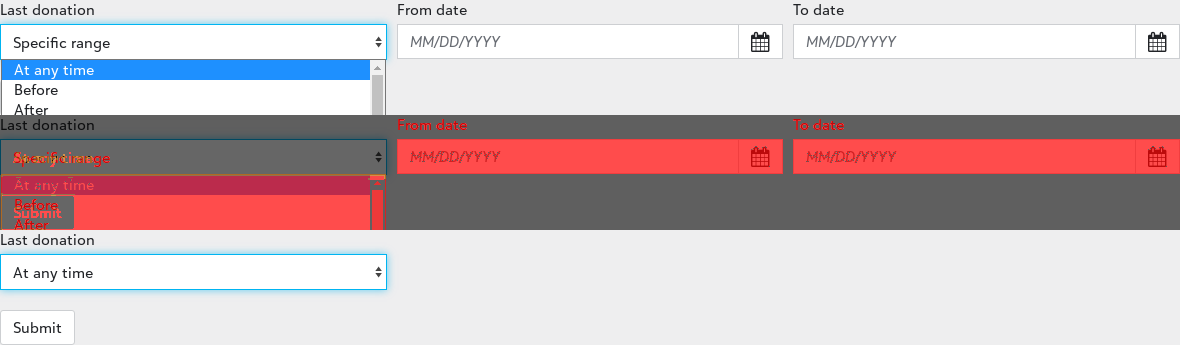 Last donation From date To date
Specific range MM/DD/YYYY MM/DD/YYYY
At any time
Before
After
Last donation From date To date
MM/DD/YYYY MM/DD/YYYY
At any time
Before
Submit
After
Last donation
At any time
Submit